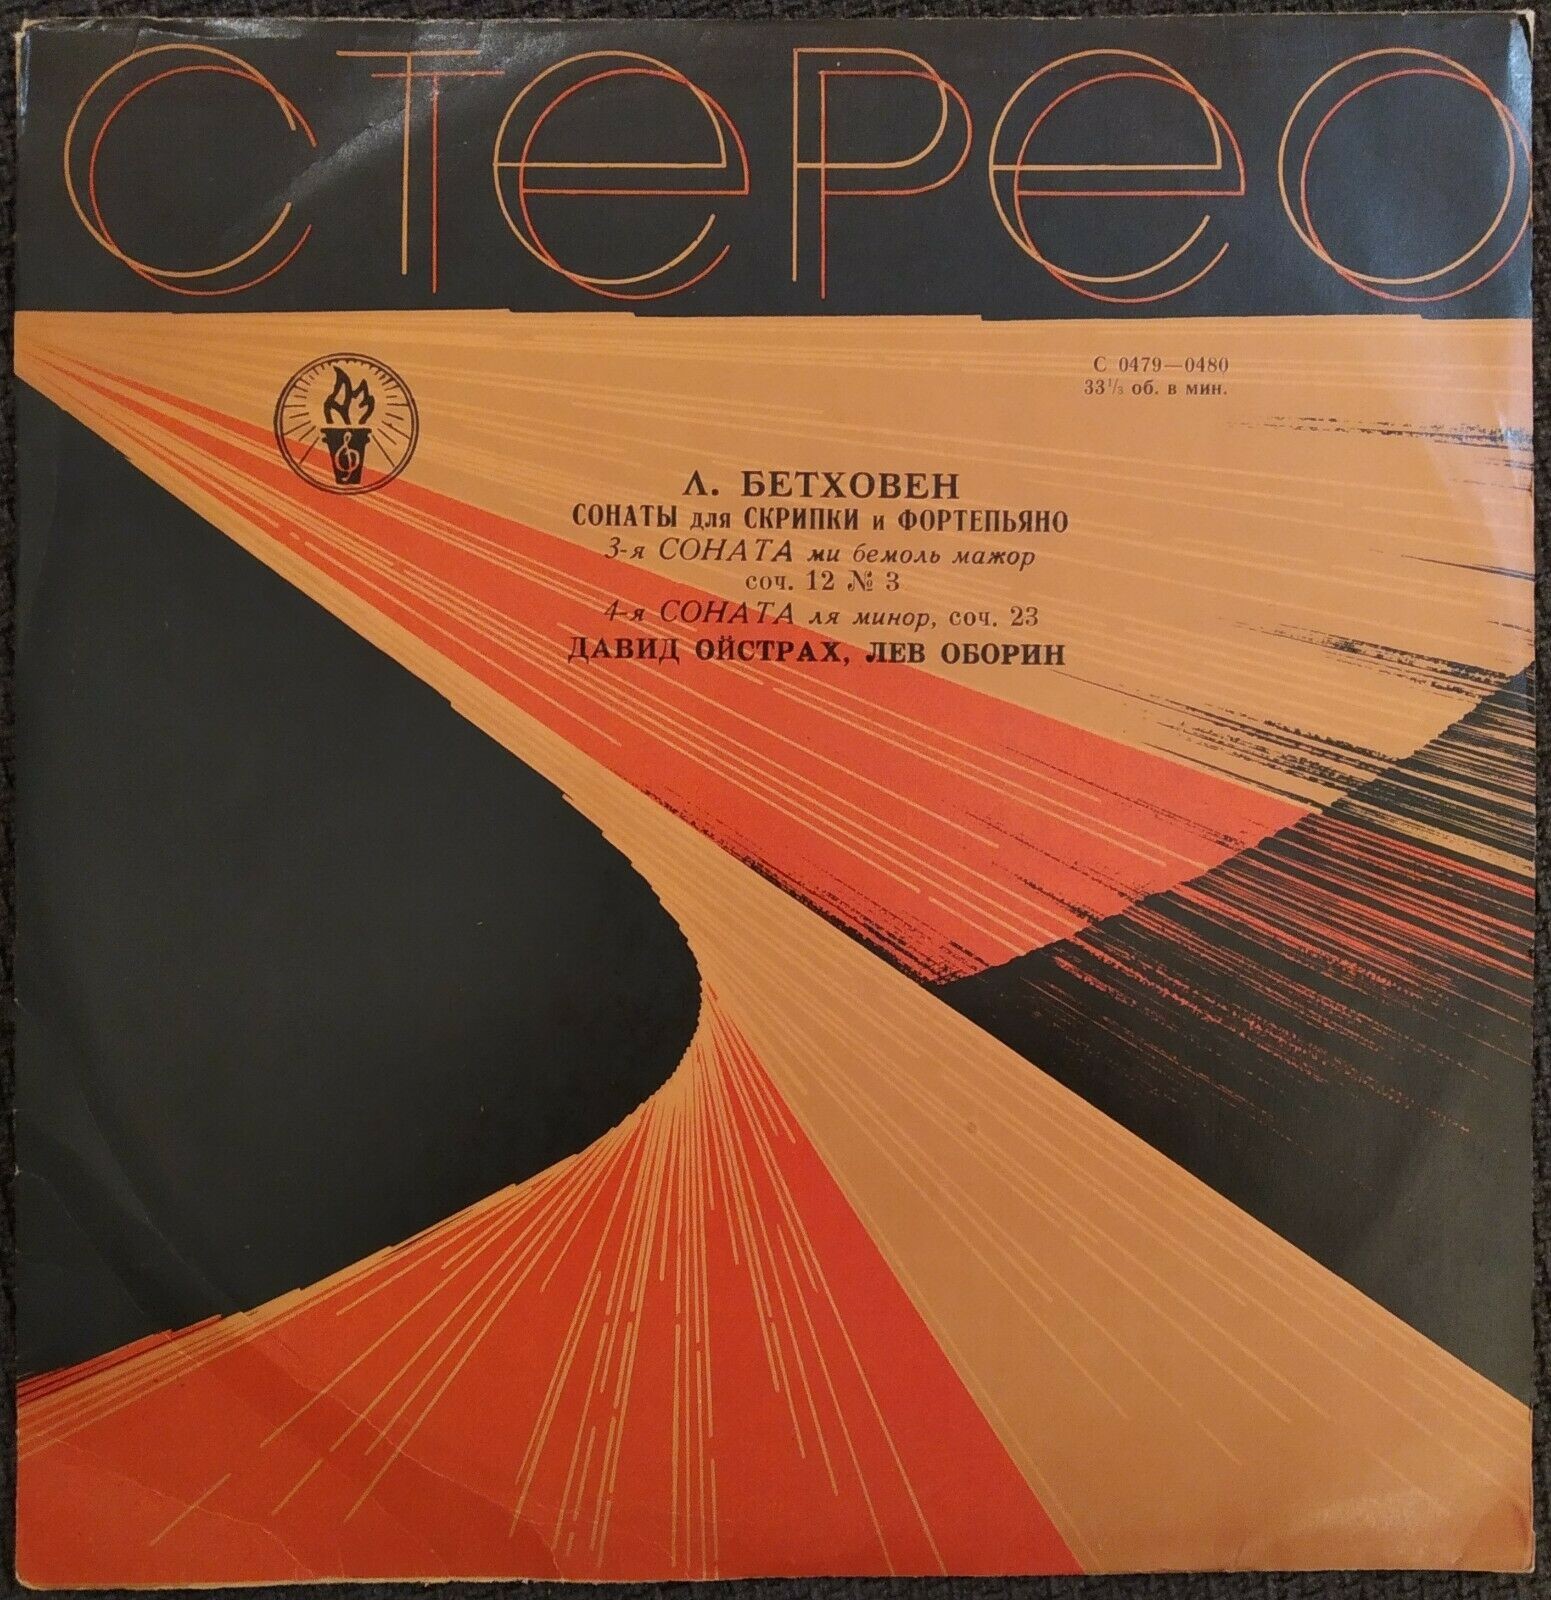 СТЕРЕО
С 0479—0480
33⅓ об. в мин.
АЗ
Л. БЕТХОВЕН
СОНАТЫ для СКРИПКИ и ФОРТЕПЬЯНО
3-я СОНАТА ми бемоль мажор
соч. 12 № 3
4-я СОНАТА ля минор, соч. 23
ДАВИД ОЙСТРАХ, ЛЕВ ОБОРИН